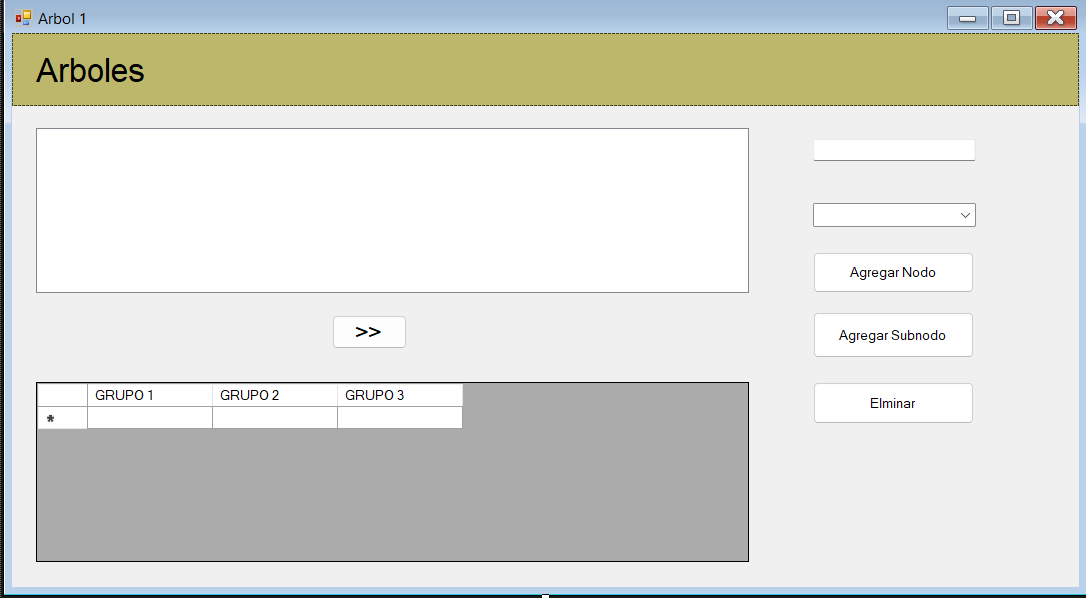 Arbol 1
Arboles
>>
GRUPO 1 GRUPO 2 GRUPO 3
*
Agregar Nodo
Agregar Subnodo
Elminar